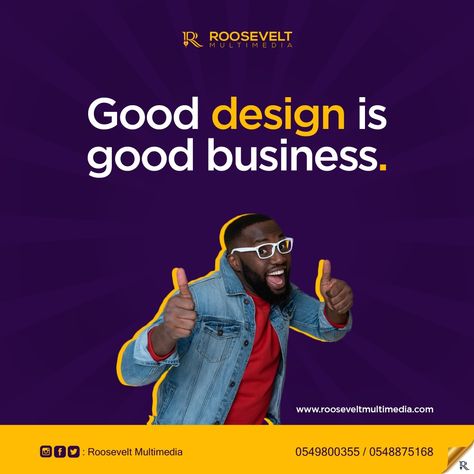 ROOSEVELT
MULTIMEDIA
Good design is
good business.
www.rooseveltmultimedia.com
: Roosevelt Multimedia
0549800355 / 0548875168
R